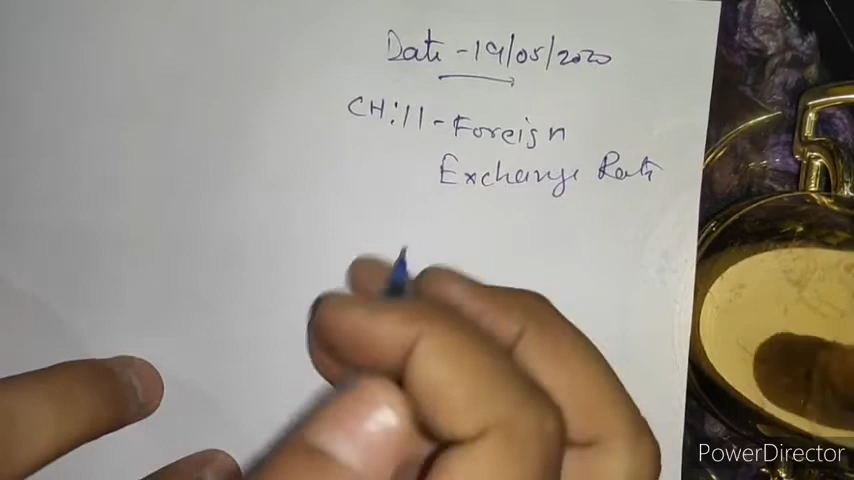 Date - 19/05/2020
CH:11 - Foreign
Exchange Rate
PowerDirector